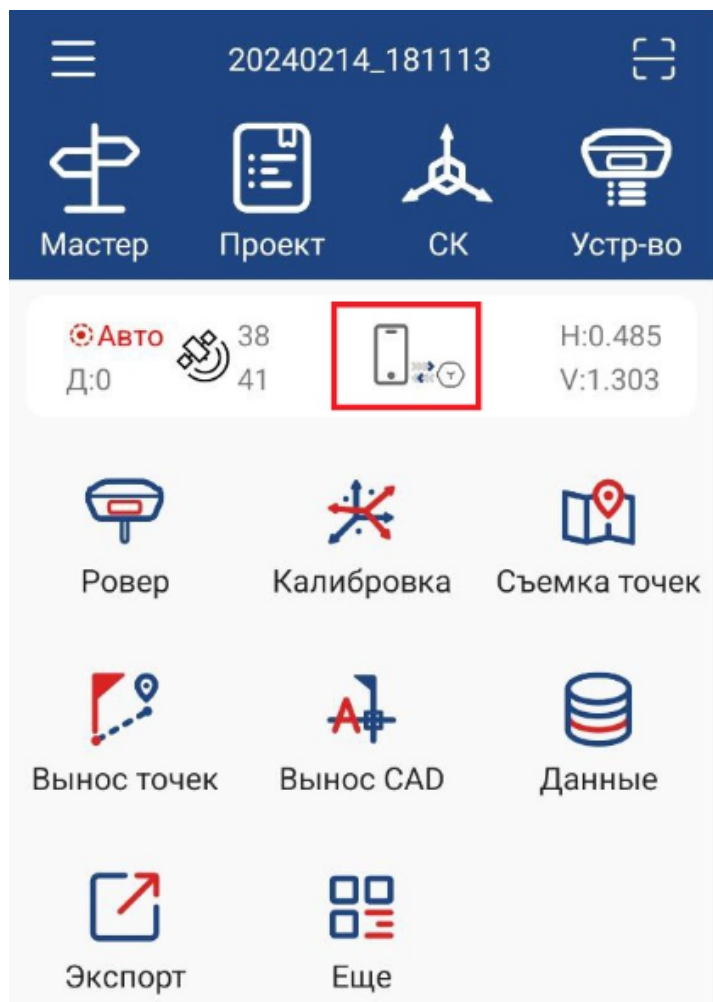 20240214_181113
Мастер Проект СК Устр-во
Авто 38 H:0.485
Д:0 41 V:1.303
Ровер Калибровка Съемка точек
Вынос точек Вынос CAD Данные
Экспорт Еще